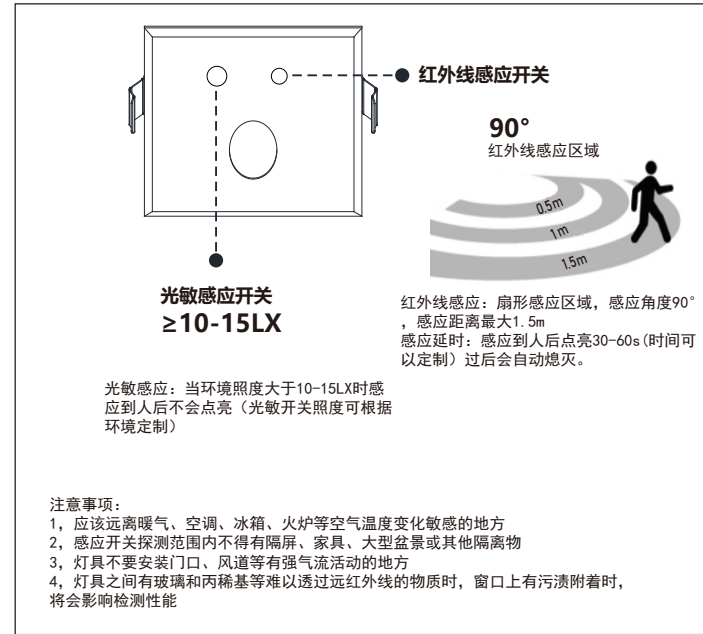 红外线感应开关
90°
红外线感应区域
0.5m
1m
1.5m
光敏感应开关
≥10-15LX
红外线感应：扇形感应区域，感应角度90°
，感应距离最大1.5m
感应延时：感应到人后点亮30-60s(时间可
以定制）过后会自动熄灭。
光敏感应：当环境照度大于10-15LX时感
应到人后不会点亮（光敏开关照度可根据
环境定制）
注意事项：
1，应该远离暖气、空调、冰箱、火炉等空气温度变化敏感的地方
2，感应开关探测范围内不得有隔屏、家具、大型盆景或其他隔离物
3，灯具不要安装门口、风道等有强气流活动的地方
4，灯具之间有玻璃和丙稀基等难以透过远红外线的物质时，窗口上有污渍附着时，
将会影响检测性能